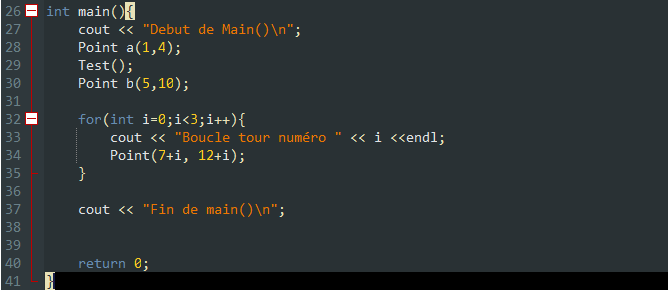 26 int main(){
27 cout << "Debut de Main()\n";
28 Point a(1,4);
29 Test();
30 Point b(5,10);
31
32 for(int i=0;i<3;i++){
33 cout << "Boucle tour numéro " << i <<endl;
34 Point(7+i, 12+i);
35 }
36
37 cout << "Fin de main()\n";
38
39
40 return 0;
41 }